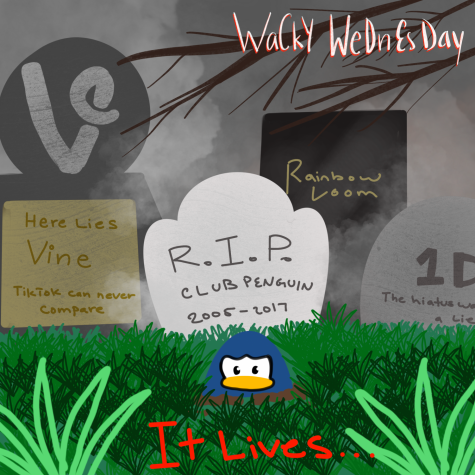 WaCkY WeDnEsDay
Rainbow
Loom
Here Lies
Vine
TikTok can never
Compare
R.I.P.
CLUB PENGUIN
2005-2017
1D
The hiatus w
a lie
It Lives...